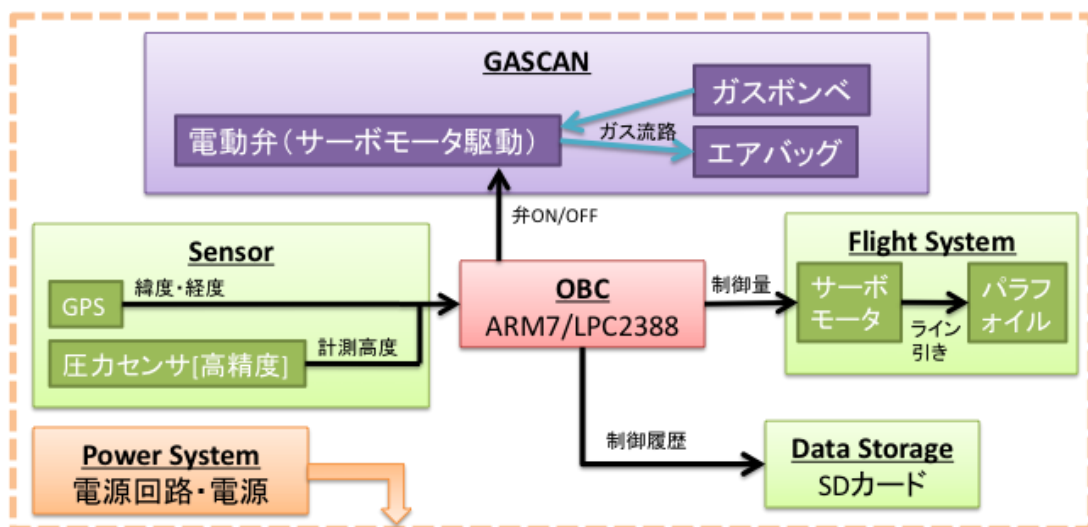 GASCAN
ガスボンベ
電動弁(サーボモータ駆動)
ガス流路
エアバッグ
弁ON/OFF
Sensor
GPS
緯度・経度
圧力センサ[高精度]
計測高度
OBC
ARM7/LPC2388
制御量
Flight System
サーボ
モータ
ライン
引き
パラフ
ォイル
制御履歴
Data Storage
SDカード
Power System
電源回路・電源